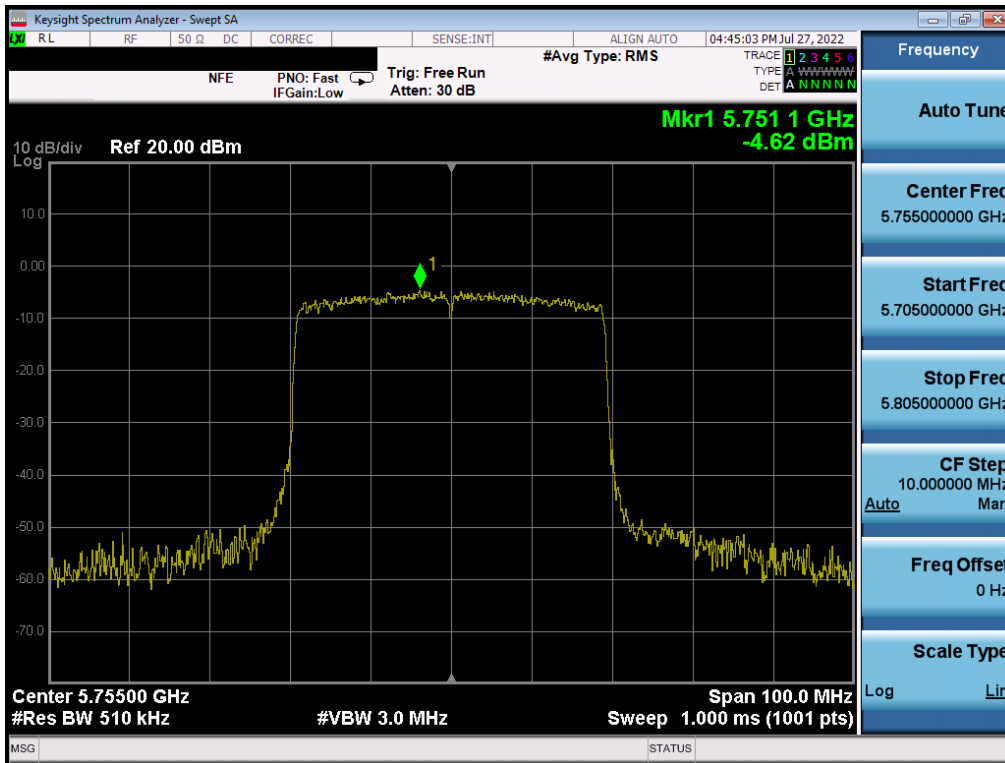 Keysight Spectrum Analyzer - Swept SA
LXI RL RF 50 Ω DC CORREC SENSE:INT ALIGN AUTO 04:45:03 PM Jul 27, 2022
NFE PNO: Fast IFGain:Low
Trig: Free Run
Atten: 30 dB
#Avg Type: RMS
TRACE 1 2 3 4 5 6
TYPE A WWWWW
DET A N N N N N
Mkr1 5.751 1 GHz
-4.62 dBm
10 dB/div Ref 20.00 dBm
Log
1
10.0
0.00
-10.0
-20.0
-30.0
-40.0
-50.0
-60.0
-70.0
Center 5.75500 GHz Span 100.0 MHz
#Res BW 510 kHz #VBW 3.0 MHz Sweep 1.000 ms (1001 pts)
MSG STATUS
Frequency
Auto Tune
Center Freq
5.755000000 GHz
Start Freq
5.705000000 GHz
Stop Freq
5.805000000 GHz
CF Step
10.000000 MHz
Auto Man
Freq Offset
0 Hz
Scale Type
Log Lin